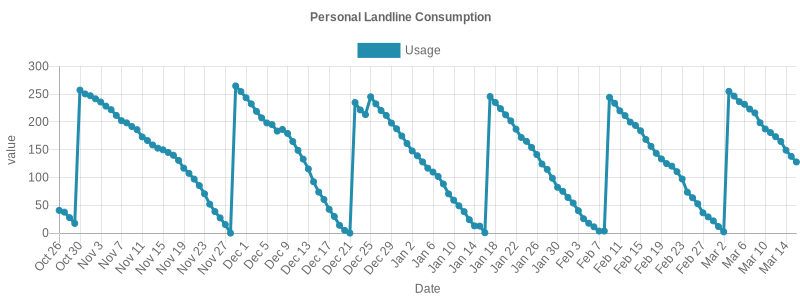 Personal Landline Consumption
Usage
300
250
200
150
100
50
0
value
Oct 26
Oct 30
Nov 3
Nov 7
Nov 11
Nov 15
Nov 19
Nov 23
Nov 27
Dec 1
Dec 5
Dec 9
Dec 13
Dec 17
Dec 21
Dec 25
Dec 29
Jan 2
Jan 6
Jan 10
Jan 14
Jan 18
Jan 22
Jan 26
Jan 30
Feb 3
Feb 7
Feb 11
Feb 15
Feb 19
Feb 23
Feb 27
Mar 2
Mar 6
Mar 10
Mar 14
Date